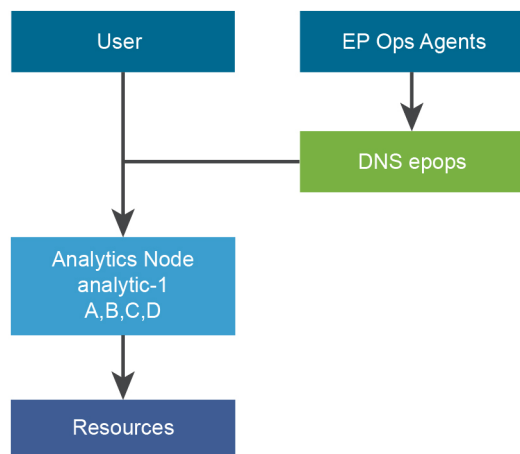 User
EP Ops Agents
DNS epops
Analytics Node
analytic-1
A,B,C,D
Resources